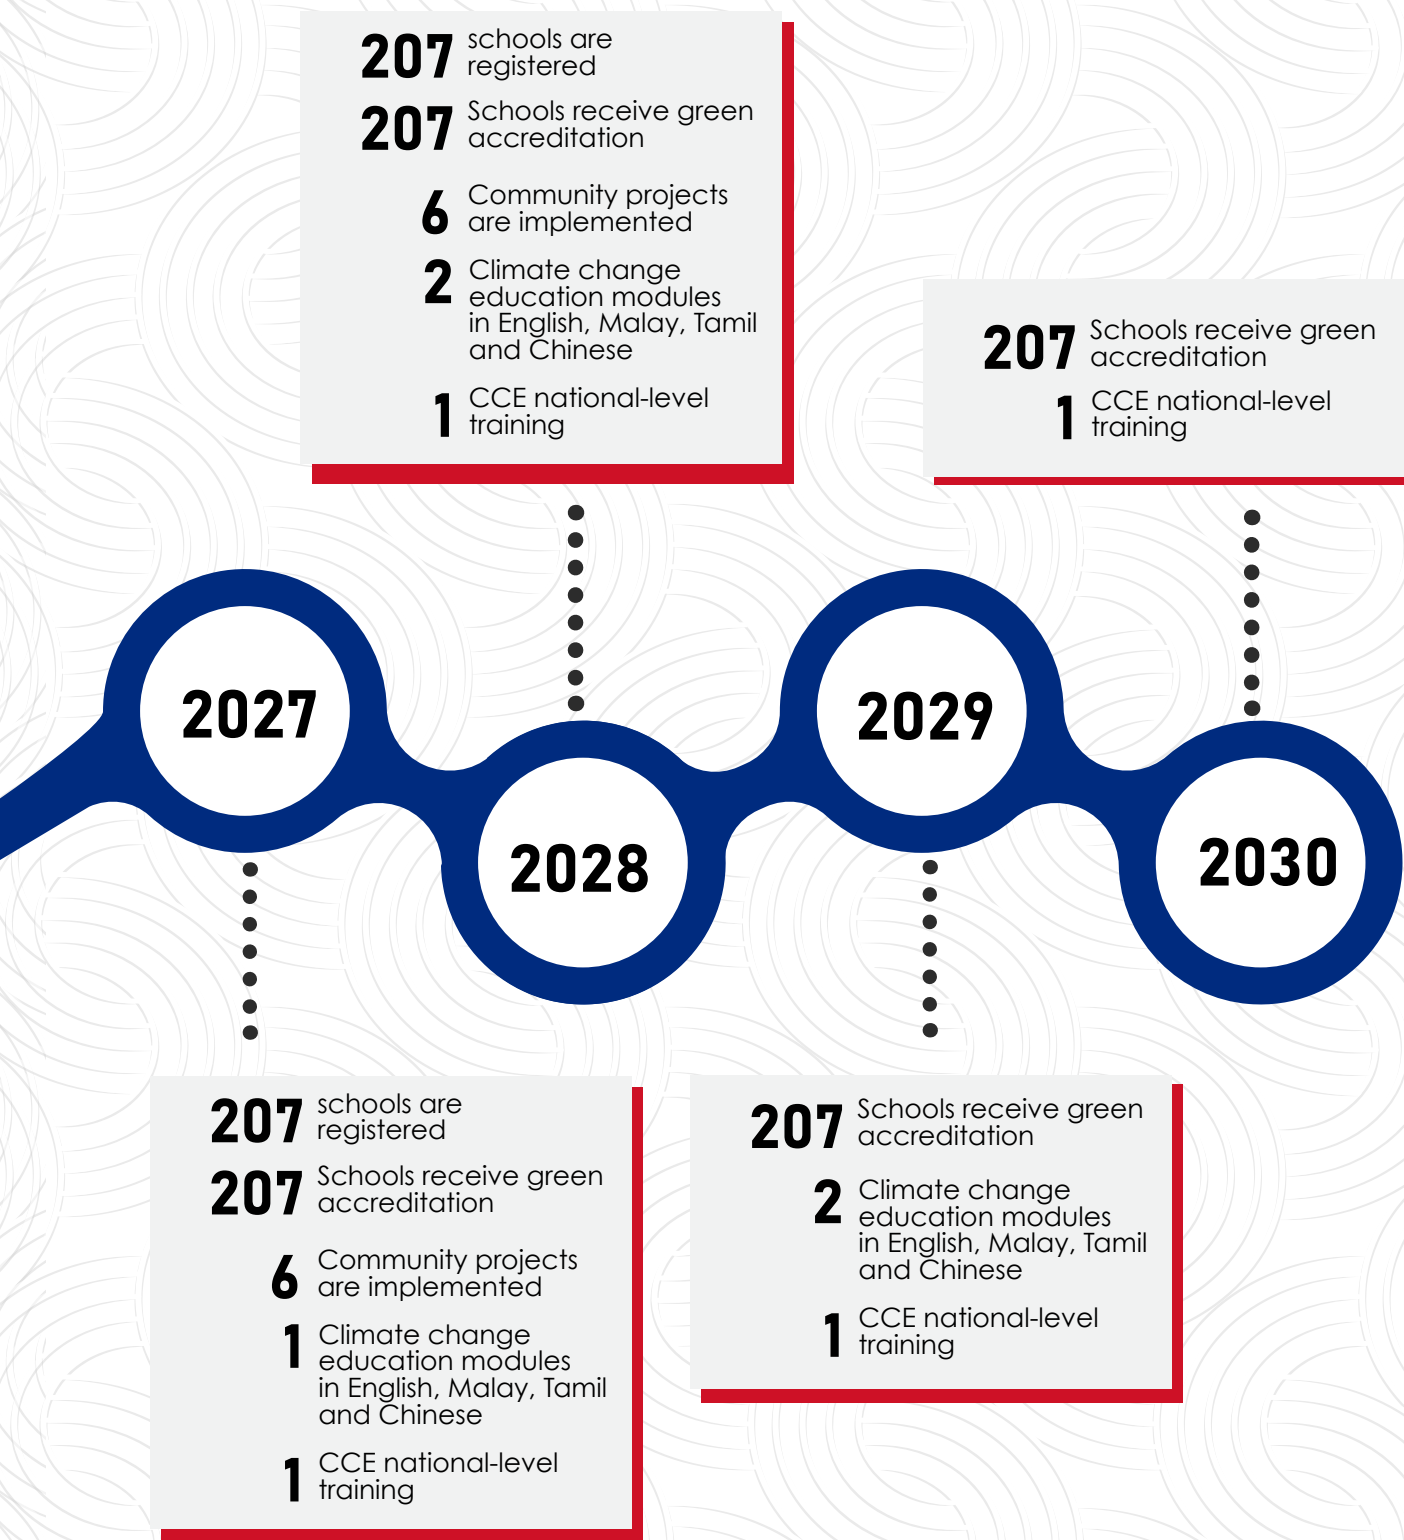 207 schools are
registered
207 Schools receive green
accreditation
6 Community projects
are implemented
2 Climate change
education modules
in English, Malay, Tamil
and Chinese
1 CCE national-level
training
207 Schools receive green
accreditation
1 CCE national-level
training
2027
2028
2029
2030
207 schools are
registered
207 Schools receive green
accreditation
6 Community projects
are implemented
1 Climate change
education modules
in English, Malay, Tamil
and Chinese
1 CCE national-level
training
207 Schools receive green
accreditation
2 Climate change
education modules
in English, Malay, Tamil
and Chinese
1 CCE national-level
training